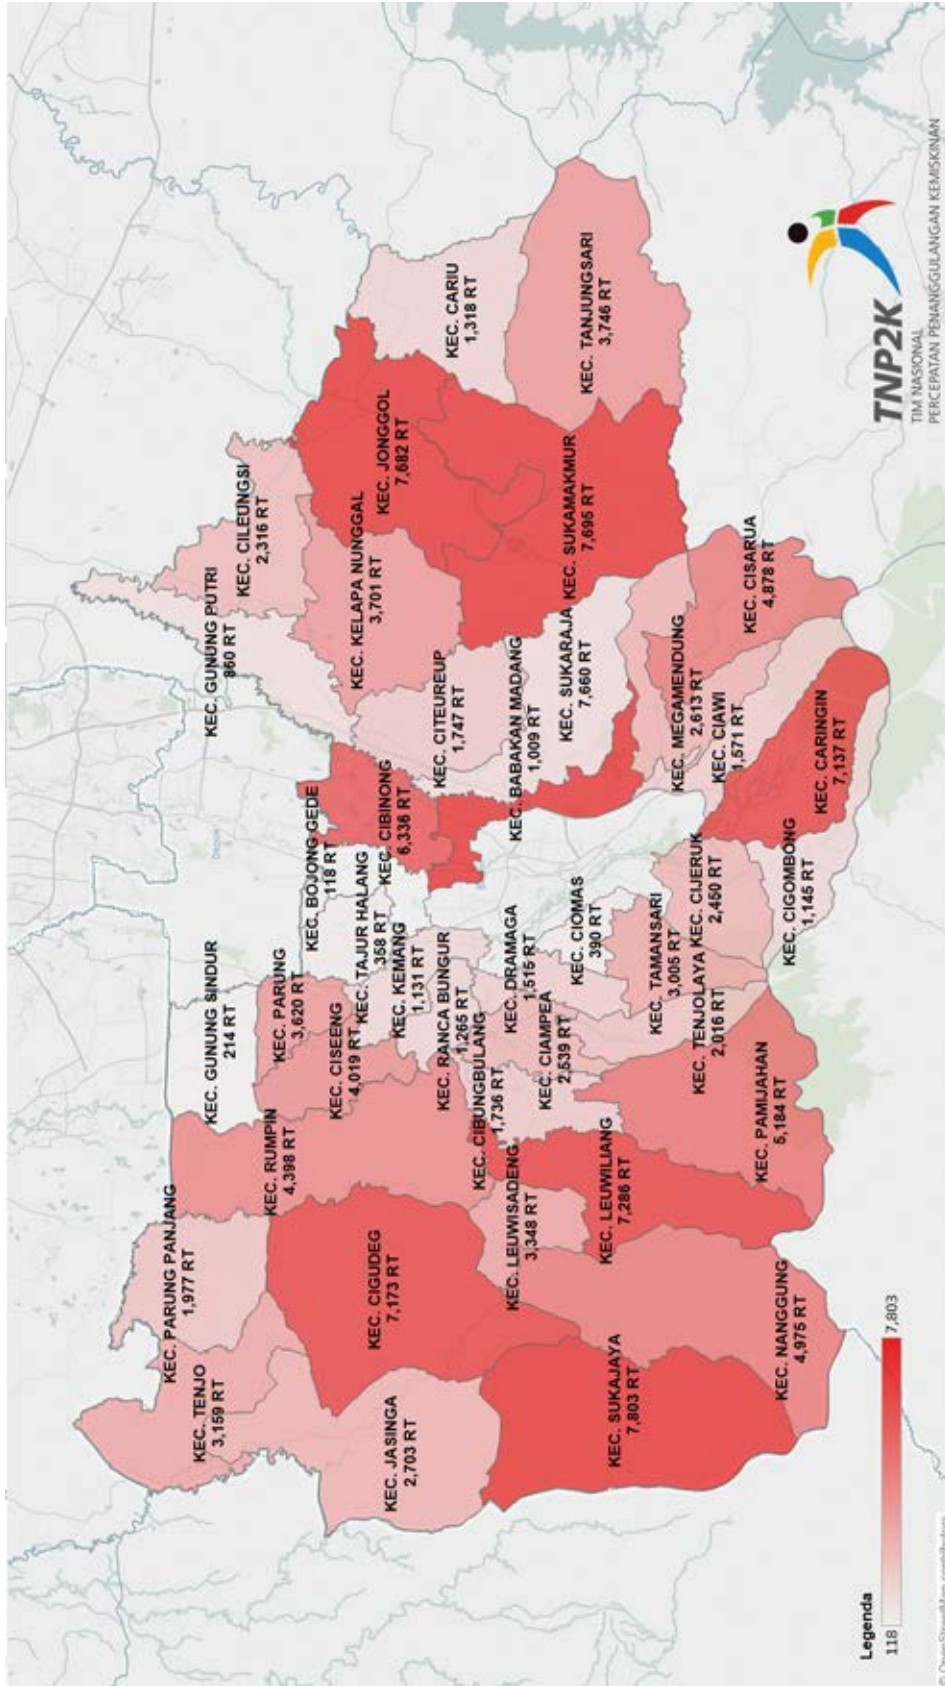 KEC. TENJO
3,159 RT
KEC. PARUNG PANJANG
1,977 RT
KEC. JASINGA
2,703 RT
KEC. CIGUDEG
7,173 RT
KEC. SUKAJAYA
7,803 RT
KEC. NANGGUNG
4,975 RT
KEC. LEUWISADENG
3,348 RT
KEC. LEUWILIANG
7,286 RT
KEC. PAMIJAHAN
5,184 RT
KEC. RUMPIN
4,398 RT
KEC. CIBUNGBULANG
1,736 RT
KEC. CIAMPEA
2,539 RT
KEC. TENJOLAYA
2,016 RT
KEC. GUNUNG SINDUR
214 RT
KEC. PARUNG
3,620 RT
KEC. CISEENG
4,019 RT
KEC. RANCA BUNGUR
1,265 RT
KEC. KEMANG
1,131 RT
KEC. TAJUR HALANG
358 RT
KEC. BOJONG GEDE
118 RT
KEC. DRAMAGA
1,515 RT
KEC. CIOMAS
390 RT
KEC. TAMANSARI
3,005 RT
KEC. CIJERUK
2,450 RT
KEC. CIGOMBONG
1,145 RT
KEC. CARINGIN
7,137 RT
KEC. CIAWI
1,571 RT
KEC. MEGAMENDUNG
2,613 RT
KEC. CISARUA
4,878 RT
KEC. CIBINONG
6,336 RT
KEC. CITEUREUP
1,747 RT
KEC. BABAKAN MADANG
1,009 RT
KEC. SUKARAJA
7,660 RT
KEC. GUNUNG PUTRI
860 RT
KEC. CILEUNGSI
2,316 RT
KEC. KELAPA NUNGGAL
3,701 RT
KEC. JONGGOL
7,682 RT
KEC. SUKAMAKMUR
7,695 RT
KEC. CARIU
1,318 RT
KEC. TANJUNGSARI
3,746 RT
Depok
Legenda
118
7,803
TNP2K
TIM NASIONAL
PERCEPATAN PENANGGULANGAN KEMISKINAN
© OpenStreetMap contributors